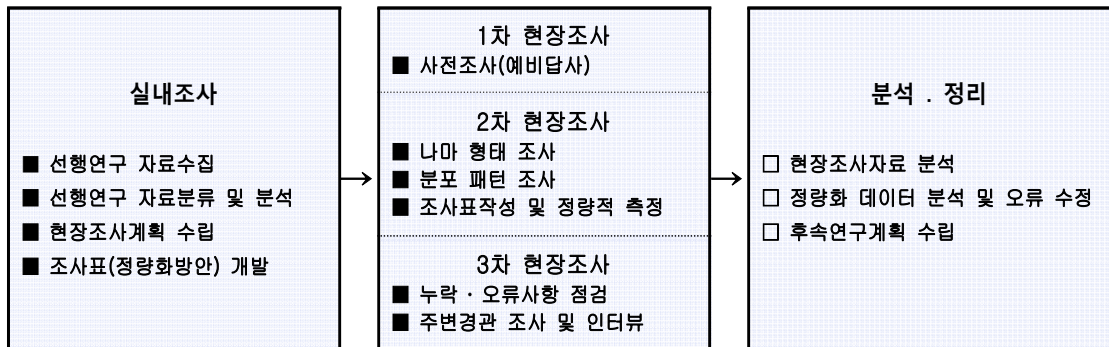 실내조사
■ 선행연구 자료수집
■ 선행연구 자료분류 및 분석
■ 현장조사계획 수립
■ 조사표(정량화방안) 개발
1차 현장조사
■ 사전조사(예비답사)
2차 현장조사
■ 나마 형태 조사
■ 분포 패턴 조사
■ 조사표작성 및 정량적 측정
3차 현장조사
■ 누락·오류사항 점검
■ 주변경관 조사 및 인터뷰
분석 . 정리
□ 현장조사자료 분석
□ 정량화 데이터 분석 및 오류 수정
□ 후속연구계획 수립